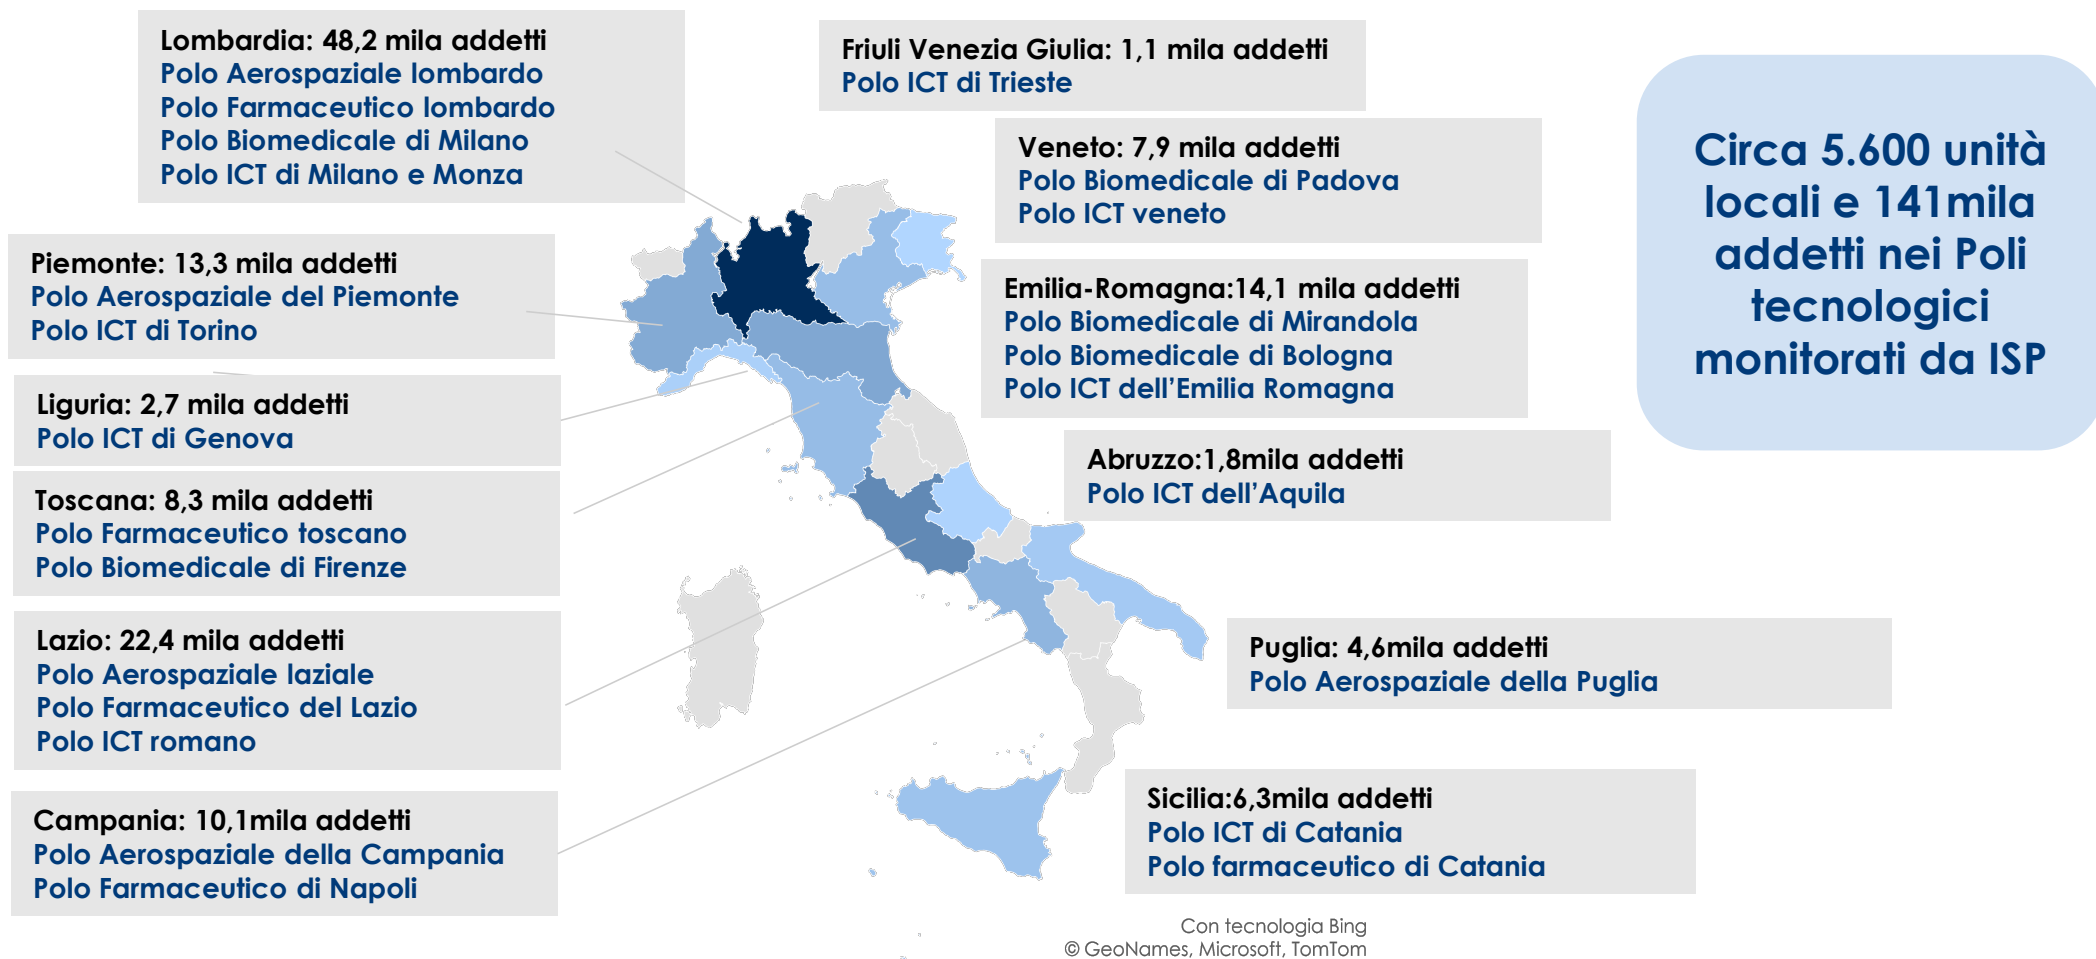 Lombardia: 48,2 mila addetti
Polo Aerospaziale lombardo
Polo Farmaceutico lombardo
Polo Biomedicale di Milano
Polo ICT di Milano e Monza
Friuli Venezia Giulia: 1,1 mila addetti
Polo ICT di Trieste
Veneto: 7,9 mila addetti
Polo Biomedicale di Padova
Polo ICT veneto
Circa 5.600 unità
locali e 141mila
addetti nei Poli
tecnologici
monitorati da ISP
Piemonte: 13,3 mila addetti
Polo Aerospaziale del Piemonte
Polo ICT di Torino
Emilia-Romagna:14,1 mila addetti
Polo Biomedicale di Mirandola
Polo Biomedicale di Bologna
Polo ICT dell’Emilia Romagna
Liguria: 2,7 mila addetti
Polo ICT di Genova
Abruzzo:1,8mila addetti
Polo ICT dell’Aquila
Toscana: 8,3 mila addetti
Polo Farmaceutico toscano
Polo Biomedicale di Firenze
Lazio: 22,4 mila addetti
Polo Aerospaziale laziale
Polo Farmaceutico del Lazio
Polo ICT romano
Puglia: 4,6mila addetti
Polo Aerospaziale della Puglia
Campania: 10,1mila addetti
Polo Aerospaziale della Campania
Polo Farmaceutico di Napoli
Sicilia:6,3mila addetti
Polo ICT di Catania
Polo farmaceutico di Catania
Con tecnologia Bing
© GeoNames, Microsoft, TomTom